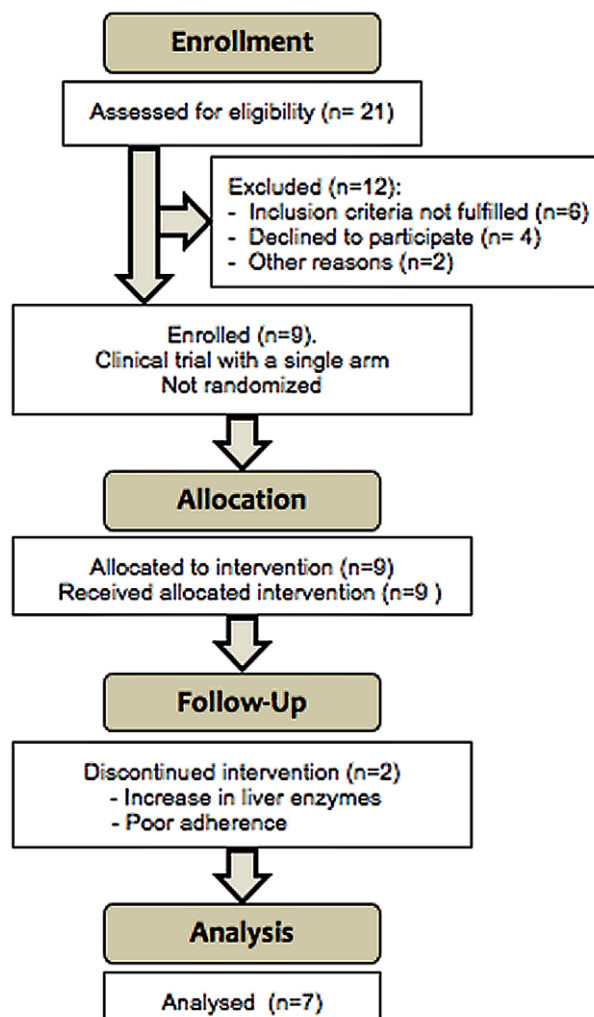 Enrollment
Assessed for eligibility (n= 21)
Excluded (n=12):
- Inclusion criteria not fulfilled (n=6)
- Declined to participate (n= 4)
- Other reasons (n=2)
Enrolled (n=9).
Clinical trial with a single arm
Not randomized
Allocation
Allocated to intervention (n=9)
Received allocated intervention (n=9 )
Follow-Up
Discontinued intervention (n=2)
- Increase in liver enzymes
- Poor adherence
Analysis
Analysed (n=7)